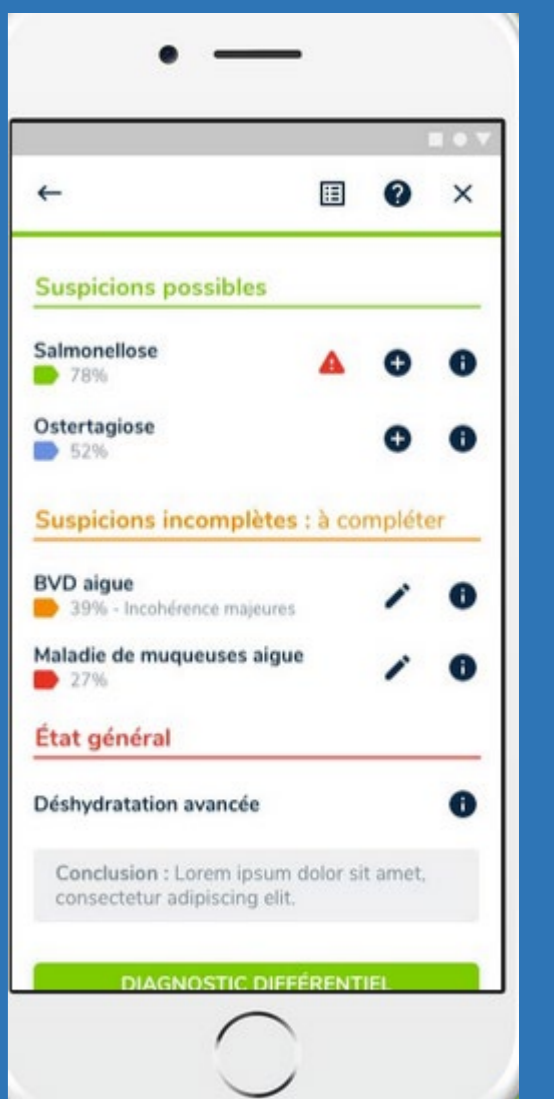 Suspicions possibles
Salmonellose
78%
Ostertagiose
52%
Suspicions incomplètes : à compléter
BVD aigue
39% - Incohérence majeures
Maladie de muqueuses aigue
27%
État général
Déshydratation avancée
Conclusion : Lorem ipsum dolor sit amet,
consectetur adipiscing elit.
DIAGNOSTIC DIFFÉRENTIEL